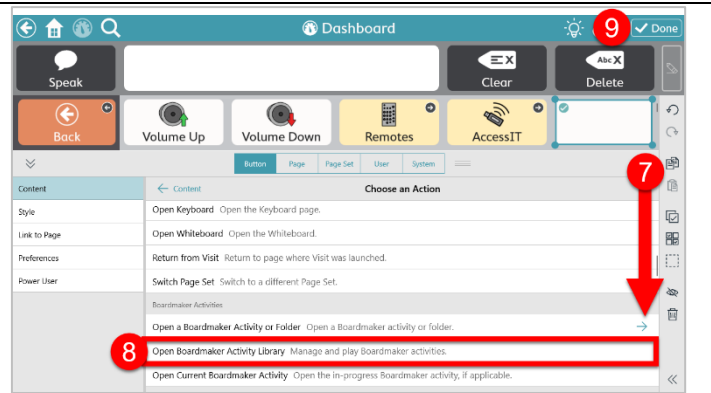 Dashboard
9
Done
Speak
Clear
Abc X
Delete
Back
Volume Up
Volume Down
Remotes
AccessIT
Button Page Page Set User System
7
Content
Style
Link to Page
Preferences
Power User
Content Choose an Action
Open Keyboard Open the Keyboard page.
Open Whiteboard Open the Whiteboard.
Return from Visit Return to page where Visit was launched.
Switch Page Set Switch to a different Page Set.
Boardmaker Activities
Open a Boardmaker Activity or Folder Open a Boardmaker activity or folder.
8
Open Boardmaker Activity Library Manage and play Boardmaker activities.
Open Current Boardmaker Activity Open the in-progress Boardmaker activity, if applicable.